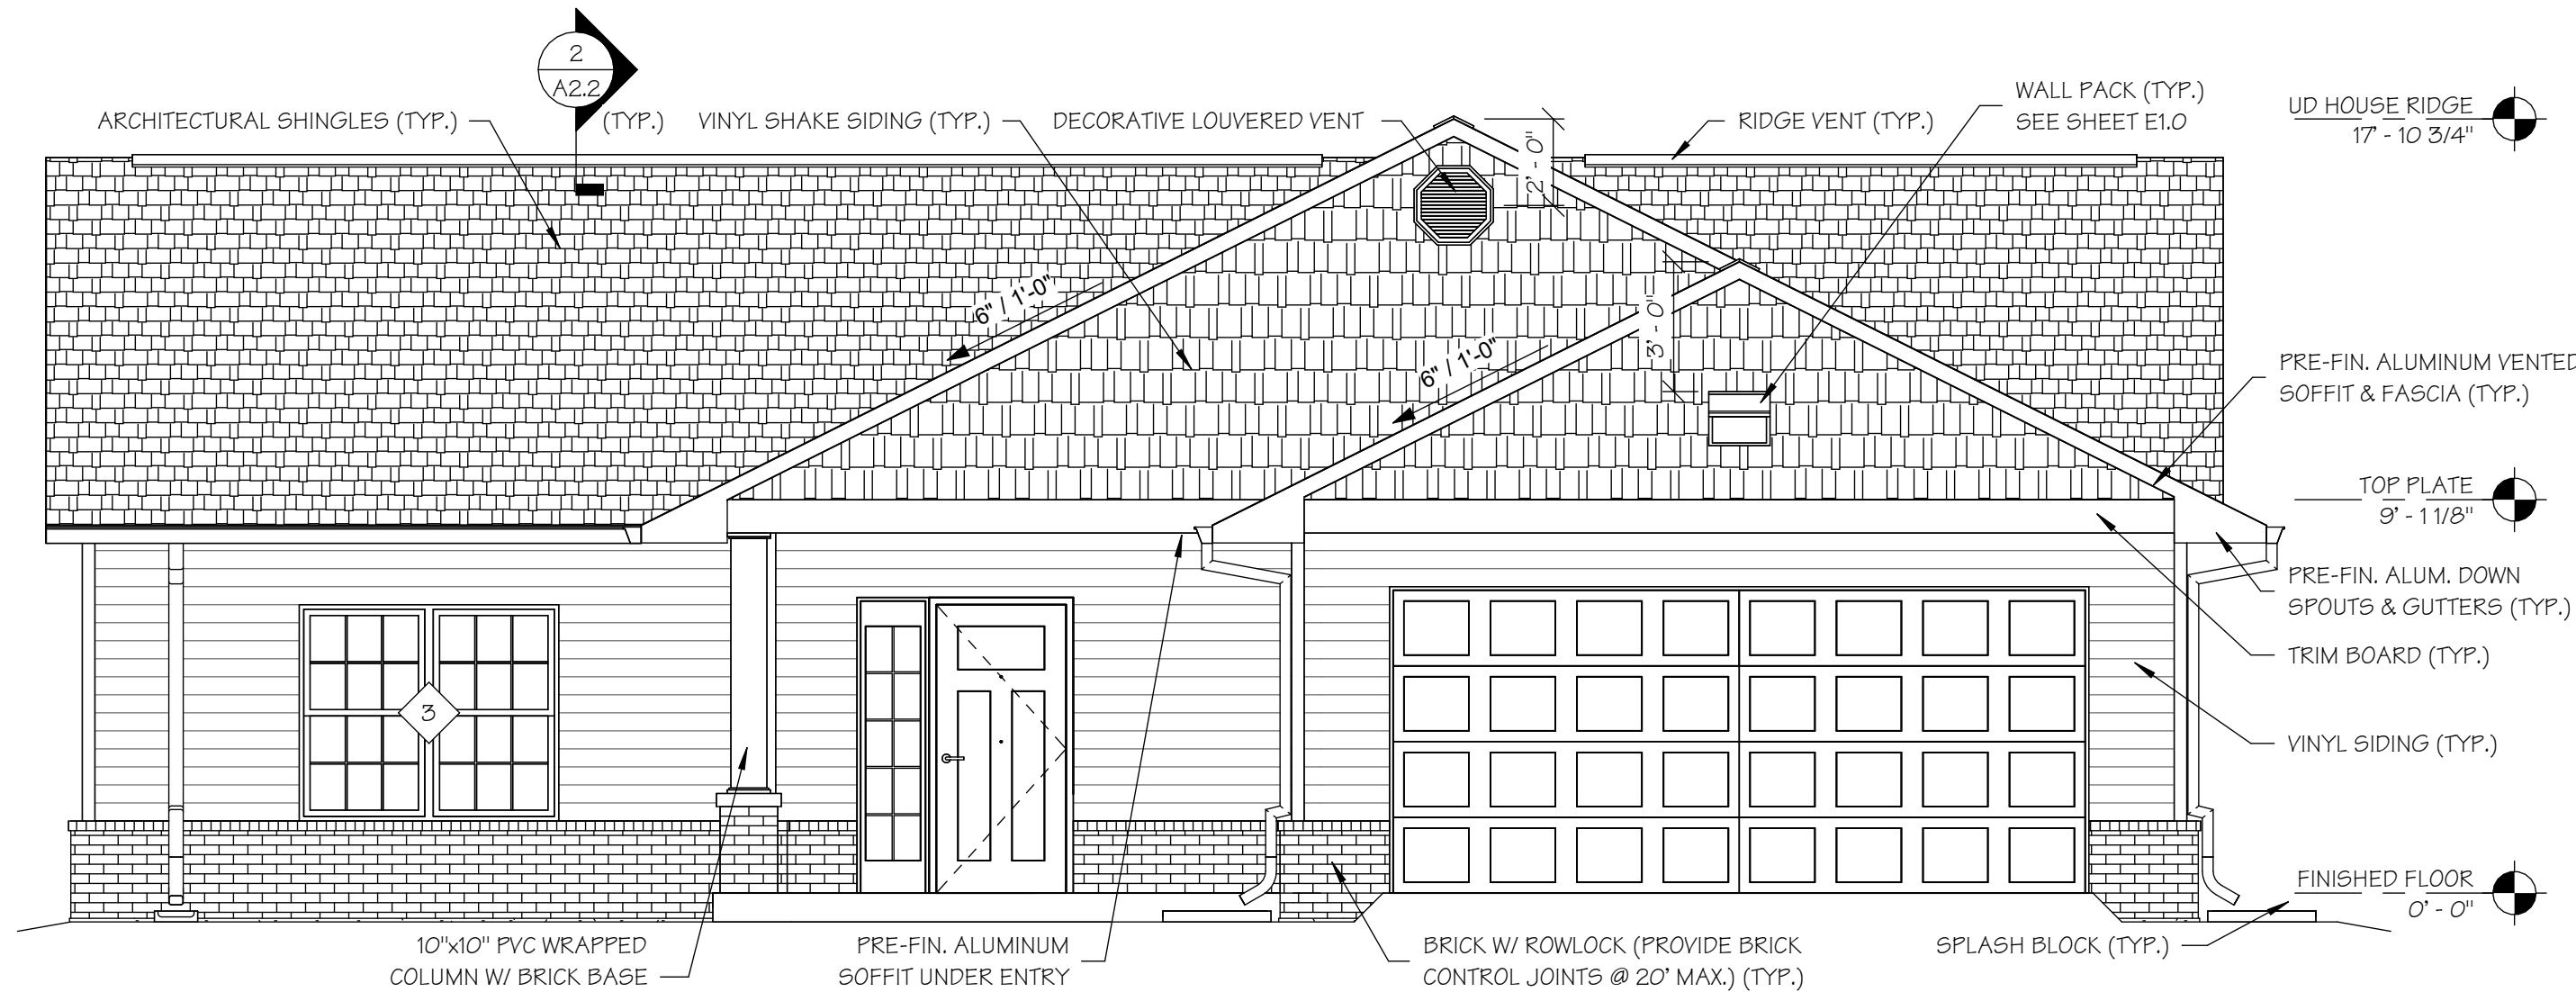 2
A2.2
(TYP.)
ARCHITECTURAL SHINGLES (TYP.)
VINYL SHAKE SIDING (TYP.)
DECORATIVE LOUVERED VENT
RIDGE VENT (TYP.)
WALL PACK (TYP.)
SEE SHEET E1.0
UD HOUSE RIDGE
17' - 10 3/4"
2' - 0"
6" / 1'-0"
3' - 0"
6" / 1'-0"
PRE-FIN. ALUMINUM VENTED
SOFFIT & FASCIA (TYP.)
TOP PLATE
9' - 1 1/8"
PRE-FIN. ALUM. DOWN
SPOUTS & GUTTERS (TYP.)
TRIM BOARD (TYP.)
3
VINYL SIDING (TYP.)
FINISHED FLOOR
0' - 0"
10"x10" PVC WRAPPED
COLUMN W/ BRICK BASE
PRE-FIN. ALUMINUM
SOFFIT UNDER ENTRY
BRICK W/ ROWLOCK (PROVIDE BRICK
CONTROL JOINTS @ 20' MAX.) (TYP.)
SPLASH BLOCK (TYP.)